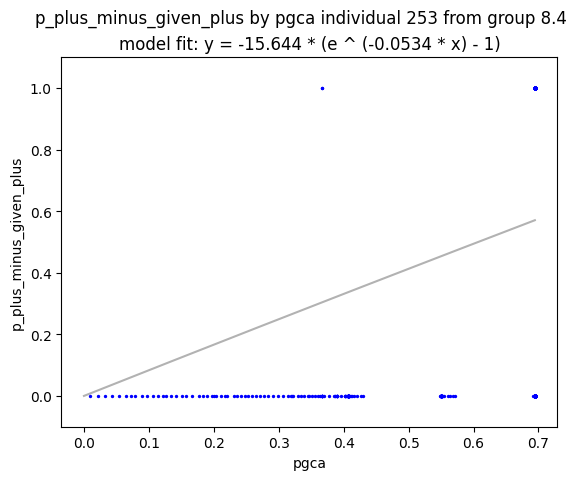 p_plus_minus_given_plus by pgca individual 253 from group 8.4
model fit: y = -15.644 * (e ^ (-0.0534 * x) - 1)
1.0
0.8
0.6
0.4
0.2
0.0
p_plus_minus_given_plus
0.0 0.1 0.2 0.3 0.4 0.5 0.6 0.7
pgca